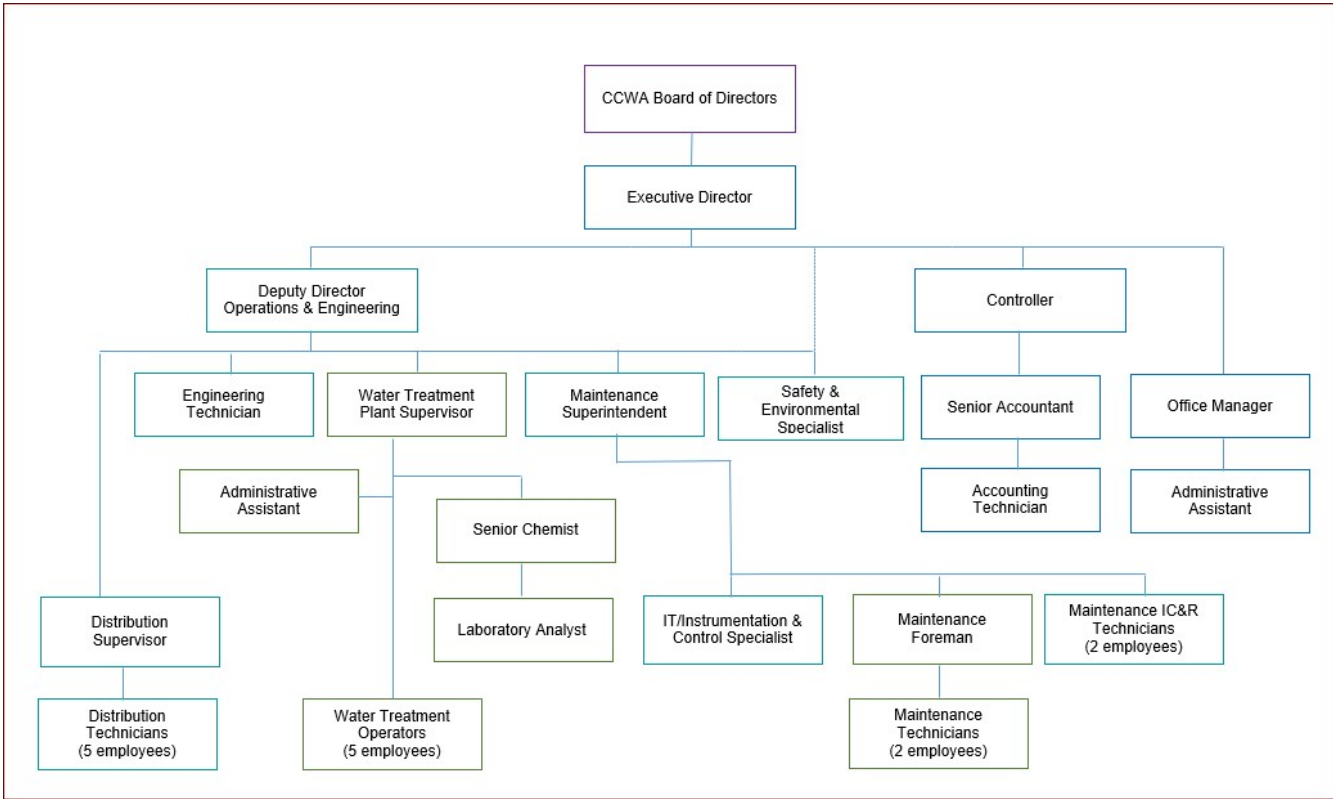 CCWA Board of Directors
Executive Director
Deputy Director
Operations & Engineering
Controller
Engineering
Technician
Water Treatment
Plant Supervisor
Maintenance
Superintendent
Safety &
Environmental
Specialist
Senior Accountant
Office Manager
Administrative
Assistant
Senior Chemist
Accounting
Technician
Administrative
Assistant
Distribution
Supervisor
Laboratory Analyst
IT/Instrumentation &
Control Specialist
Maintenance
Foreman
Maintenance IC&R
Technicians
(2 employees)
Distribution
Technicians
(5 employees)
Water Treatment
Operators
(5 employees)
Maintenance
Technicians
(2 employees)